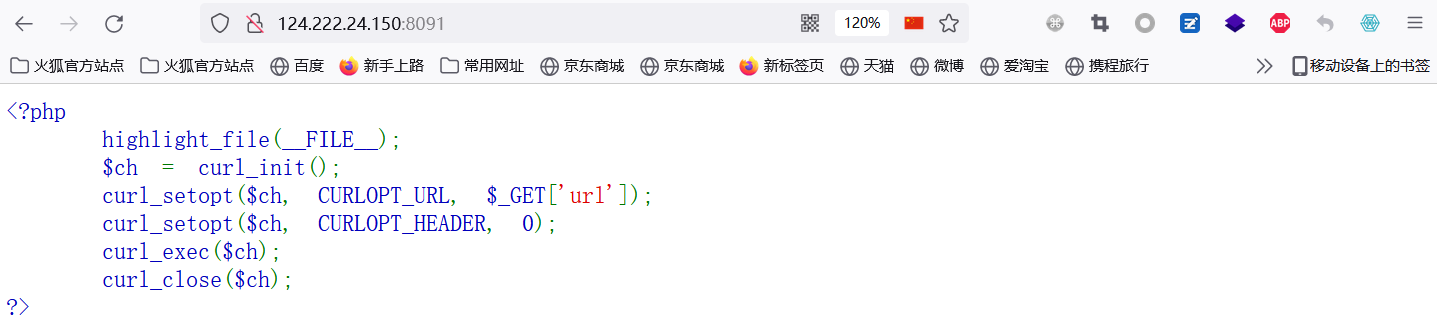 124.222.24.150:8091 120%
ABP
火狐官方站点 火狐官方站点 百度 新手上路 常用网址 京东商城 京东商城 新标签页 天猫 微博 爱淘宝 携程旅行 移动设备上的书签
<?php
highlight_file(__FILE__);
$ch = curl_init();
curl_setopt($ch, CURLOPT_URL, $_GET['url']);
curl_setopt($ch, CURLOPT_HEADER, 0);
curl_exec($ch);
curl_close($ch);
?>